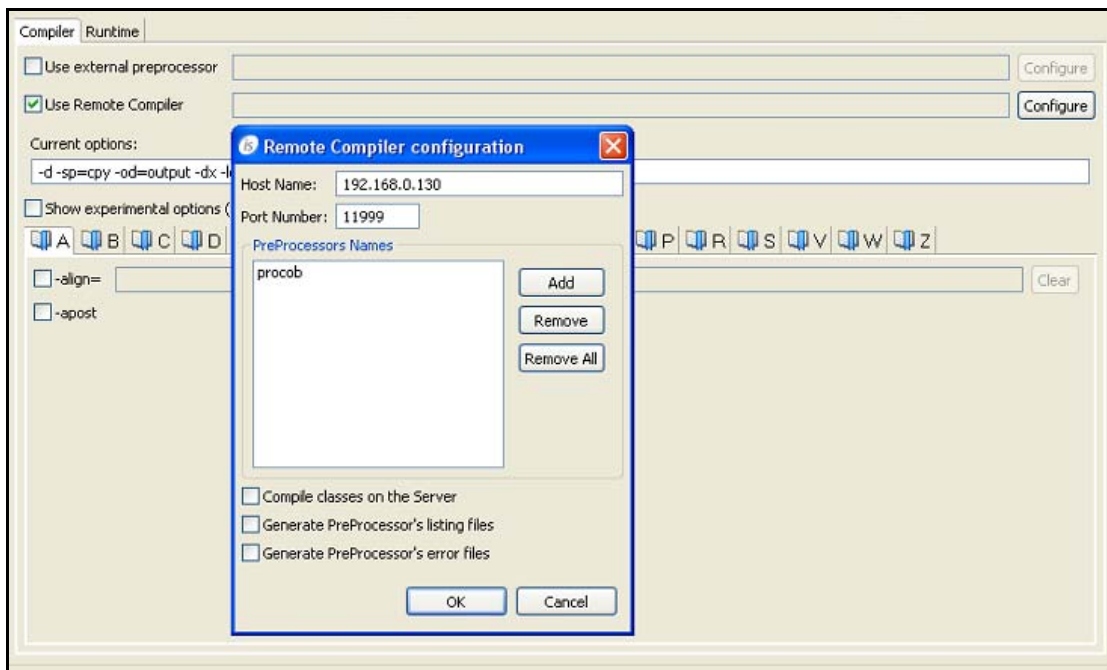 Compiler Runtime
Use external preprocessor Configure
Use Remote Compiler Configure
Current options:
-d -sp=cpy -od=output -dx
Show experimental options (
A B C D P R S V W Z
-align= Clear
-apost
Remote Compiler configuration
Host Name: 192.168.0.130
Port Number: 11999
PreProcessors Names
procob
Add
Remove
Remove All
Compile classes on the Server
Generate PreProcessor's listing files
Generate PreProcessor's error files
OK Cancel